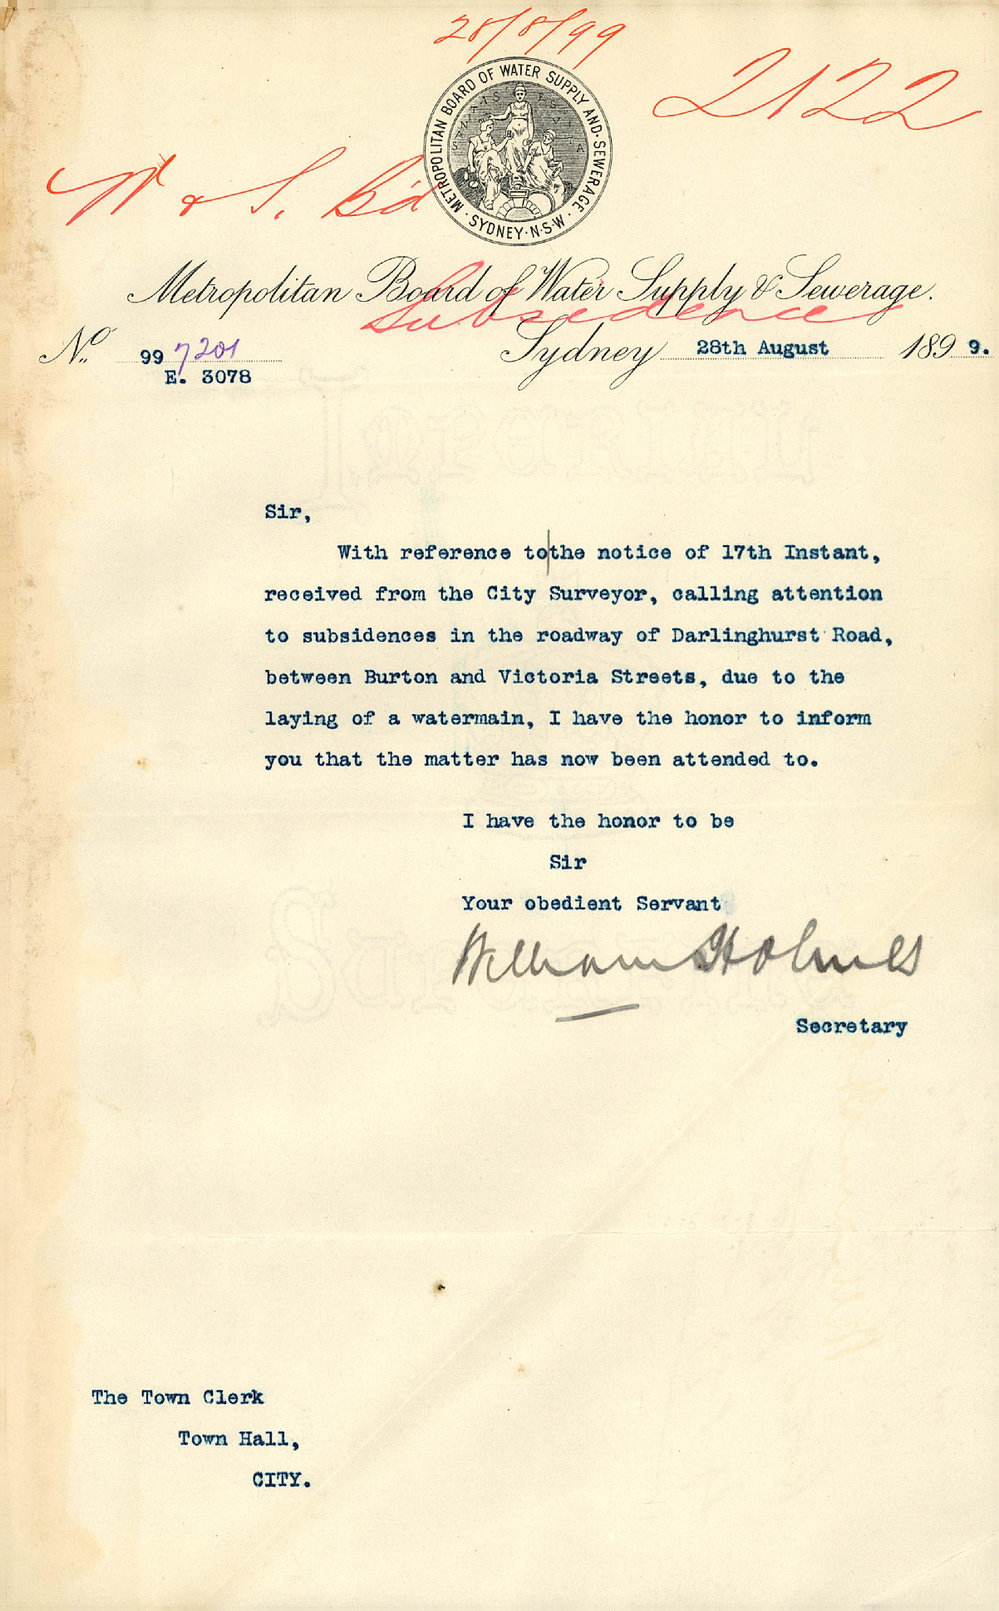 28/8/99
2122
W & S. Bd
METROPOLITAN BOARD OF WATER SUPPLY AND SEWERAGE.
SYDNEY·N·S·W·
Metropolitan Board of Water Supply & Sewerage.
Subsidences
No. 99 7201 Sydney 28th August 1899.
E. 3078
Sir,
With reference to|the notice of 17th Instant,
received from the City Surveyor, calling attention
to subsidences in the roadway of Darlinghurst Road,
between Burton and Victoria Streets, due to the
laying of a watermain, I have the honor to inform
you that the matter has now been attended to.
I have the honor to be
Sir
Your obedient Servant
William Holmes
Secretary
The Town Clerk
Town Hall,
CITY.